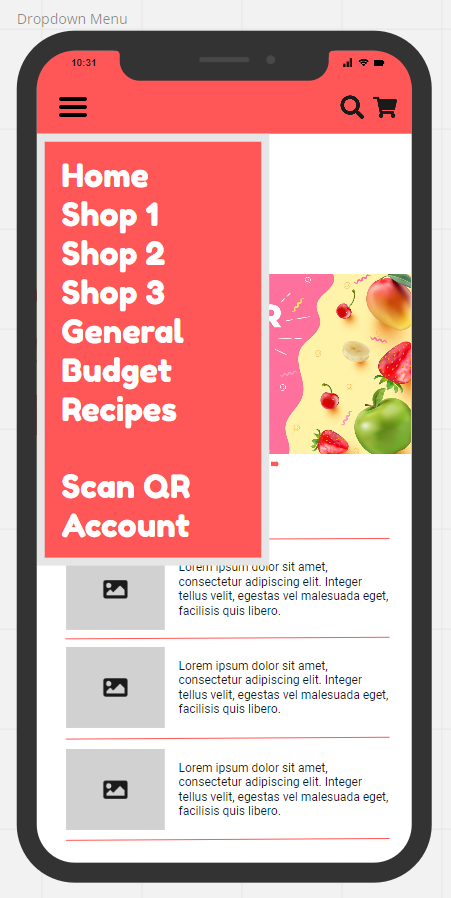 Dropdown Menu
10:31
Home
Shop 1
Shop 2
Shop 3
General
Budget
Recipes
Scan QR
Account
R
Lorem ipsum dolor sit amet,
consectetur adipiscing elit. Integer
tellus velit, egestas vel malesuada eget,
facilisis quis libero.
Lorem ipsum dolor sit amet,
consectetur adipiscing elit. Integer
tellus velit, egestas vel malesuada eget,
facilisis quis libero.
Lorem ipsum dolor sit amet,
consectetur adipiscing elit. Integer
tellus velit, egestas vel malesuada eget,
facilisis quis libero.